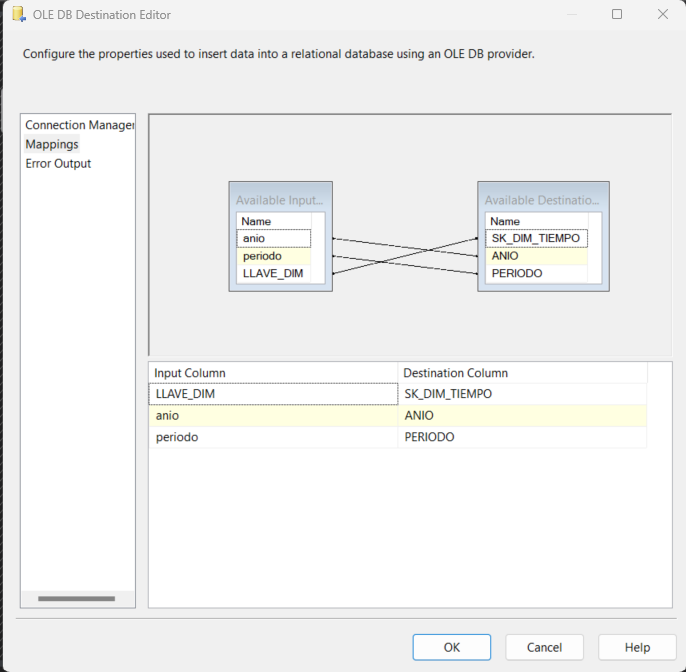 OLE DB Destination Editor
Configure the properties used to insert data into a relational database using an OLE DB provider.
Connection Manager
Mappings
Error Output
Available Input...
Name
anio
periodo
LLAVE_DIM
Available Destinatio...
Name
SK_DIM_TIEMPO
ANIO
PERIODO
Input Column Destination Column
LLAVE_DIM SK_DIM_TIEMPO
anio ANIO
periodo PERIODO
OK Cancel Help